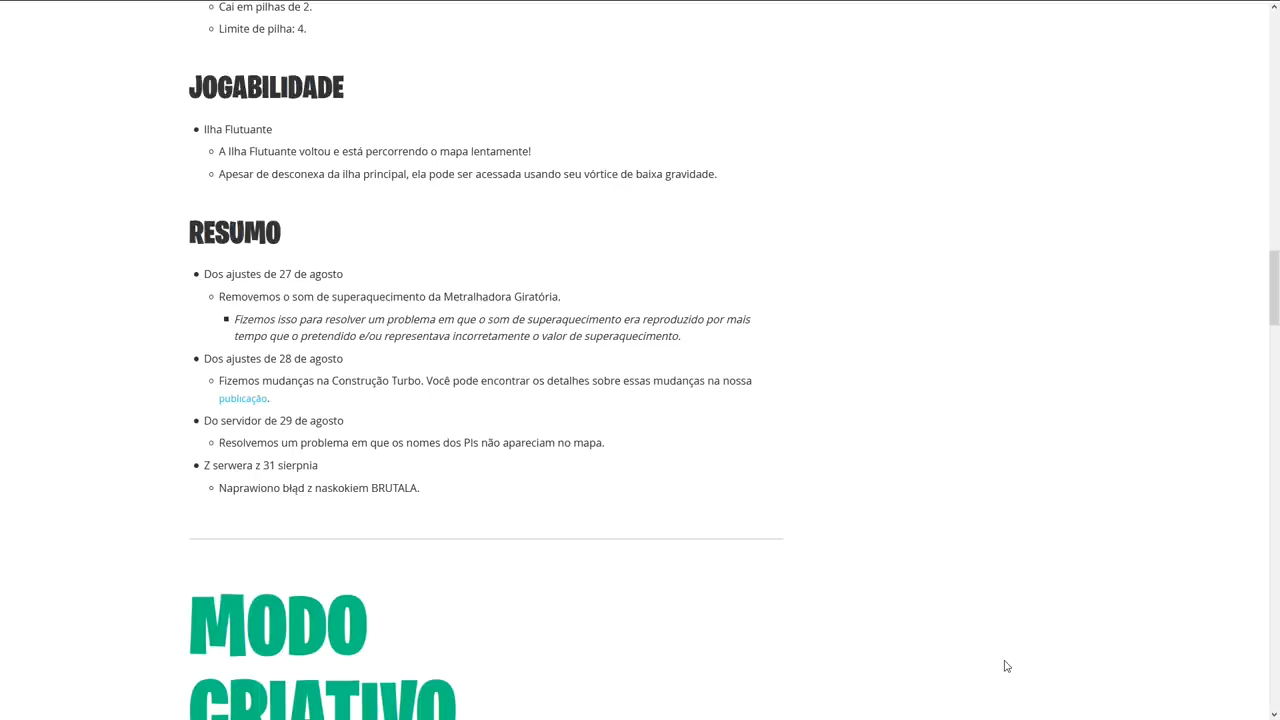 Cai em pilhas de 2.
Limite de pilha: 4.
JOGABILIDADE
Ilha Flutuante
A Ilha Flutuante voltou e está percorrendo o mapa lentamente!
Apesar de desconexa da ilha principal, ela pode ser acessada usando seu vórtice de baixa gravidade.
RESUMO
Dos ajustes de 27 de agosto
Removemos o som de superaquecimento da Metralhadora Giratória.
Fizemos isso para resolver um problema em que o som de superaquecimento era reproduzido por mais
tempo que o pretendido e/ou representava incorretamente o valor de superaquecimento.
Dos ajustes de 28 de agosto
Fizemos mudanças na Construção Turbo. Você pode encontrar os detalhes sobre essas mudanças na nossa
publicação.
Do servidor de 29 de agosto
Resolvemos um problema em que os nomes dos PIs não apareciam no mapa.
Z serwera z 31 sierpnia
Naprawiono błąd z naskokiem BRUTALA.
MODO
CRIATIVO